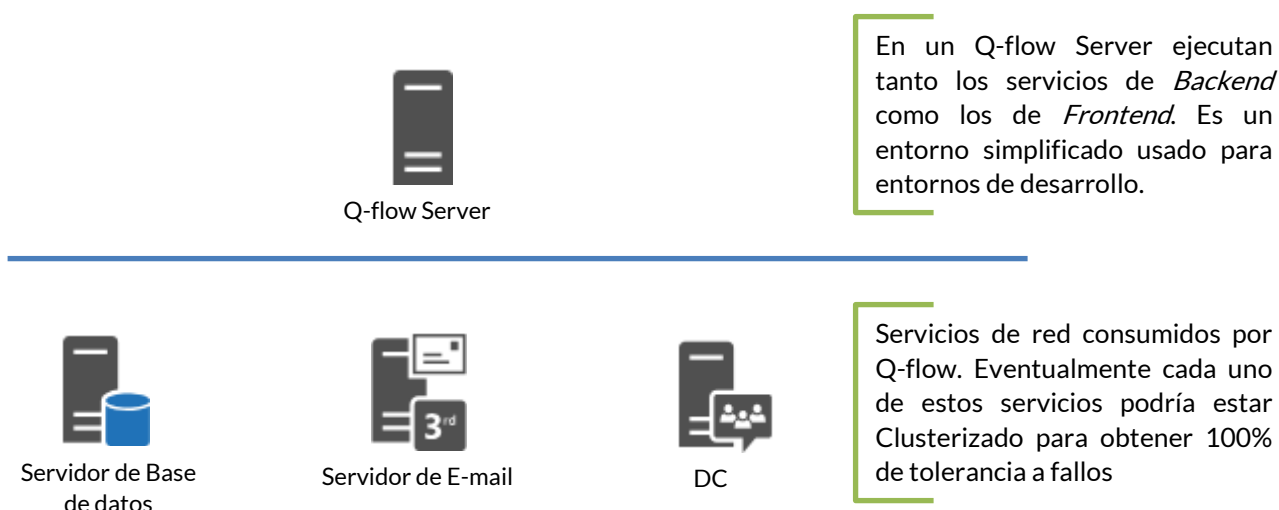 En un Q-flow Server ejecutan
tanto los servicios de Backend
como los de Frontend. Es un
entorno simplificado usado para
entornos de desarrollo.
Q-flow Server
Servicios de red consumidos por
Q-flow. Eventualmente cada uno
de estos servicios podría estar
Clusterizado para obtener 100%
de tolerancia a fallos
3rd
Servidor de Base
de datos
Servidor de E-mail
DC